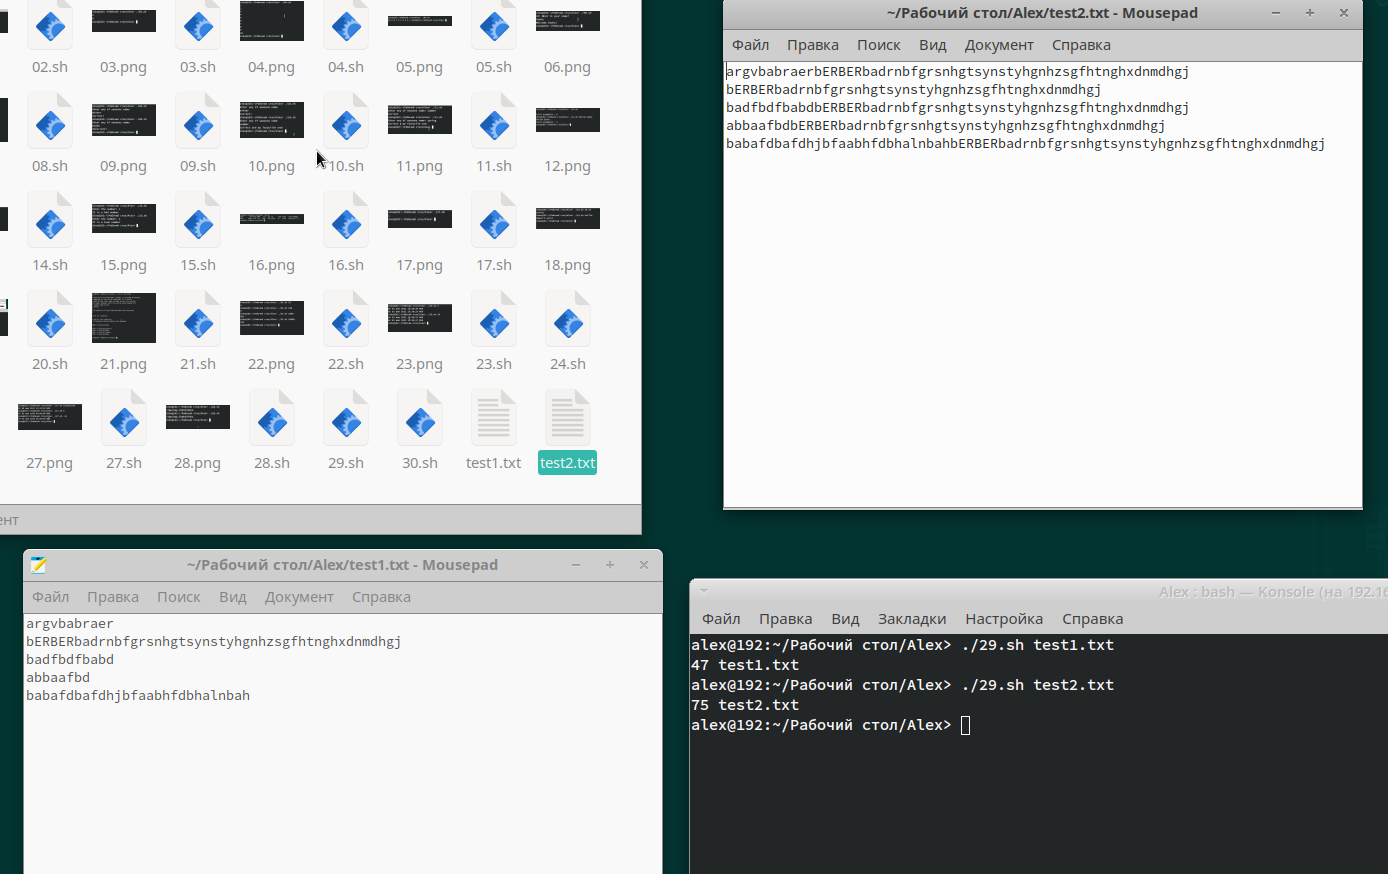 02.sh 03.png 03.sh 04.png 04.sh 05.png 05.sh 06.png
08.sh 09.png 09.sh 10.png 10.sh 11.png 11.sh 12.png
14.sh 15.png 15.sh 16.png 16.sh 17.png 17.sh 18.png
20.sh 21.png 21.sh 22.png 22.sh 23.png 23.sh 24.sh
27.png 27.sh 28.png 28.sh 29.sh 30.sh test1.txt test2.txt
ент
~/Рабочий стол/Alex/test2.txt - Mousepad
Файл Правка Поиск Вид Документ Справка
argvbabraerbERBERbadrnbfgrsnhgtsynstyhgnhzsgfhtnghxdnmdhgj
bERBERbadrnbfgrsnhgtsynstyhgnhzsgfhtnghxdnmdhgj
badfbdfbabdbERBERbadrnbfgrsnhgtsynstyhgnhzsgfhtnghxdnmdhgj
abbaafbdbERBERbadrnbfgrsnhgtsynstyhgnhzsgfhtnghxdnmdhgj
babafdbafdhjbfaabhfdbhalnbahbERBERbadrnbfgrsnhgtsynstyhgnhzsgfhtnghxdnmdhgj
~/Рабочий стол/Alex/test1.txt - Mousepad
Файл Правка Поиск Вид Документ Справка
argvbabraer
bERBERbadrnbfgrsnhgtsynstyhgnhzsgfhtnghxdnmdhgj
badfbdfbabd
abbaafbd
babafdbafdhjbfaabhfdbhalnbah
Alex : bash — Konsole (на 192.16
Файл Правка Вид Закладки Настройка Справка
alex@192:~/Рабочий стол/Alex> ./29.sh test1.txt
47 test1.txt
alex@192:~/Рабочий стол/Alex> ./29.sh test2.txt
75 test2.txt
alex@192:~/Рабочий стол/Alex>